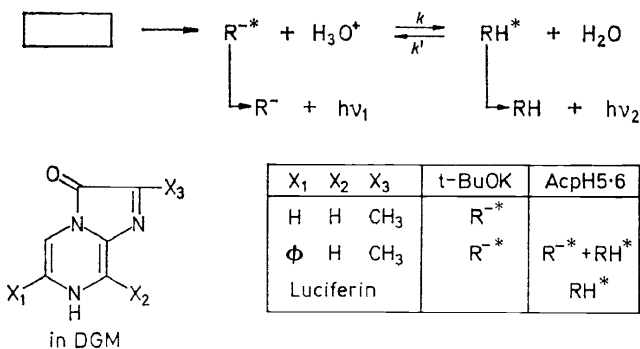 R⁻* + H₃O⁺ k k' RH* + H₂O
R⁻ + hν₁ RH + hν₂
O X₃
N N
X₁ N H X₂
in DGM
X₁ X₂ X₃ t-BuOK AcpH5·6
H H CH₃ R⁻*
ϕ H CH₃ R⁻* R⁻*+RH*
Luciferin RH*